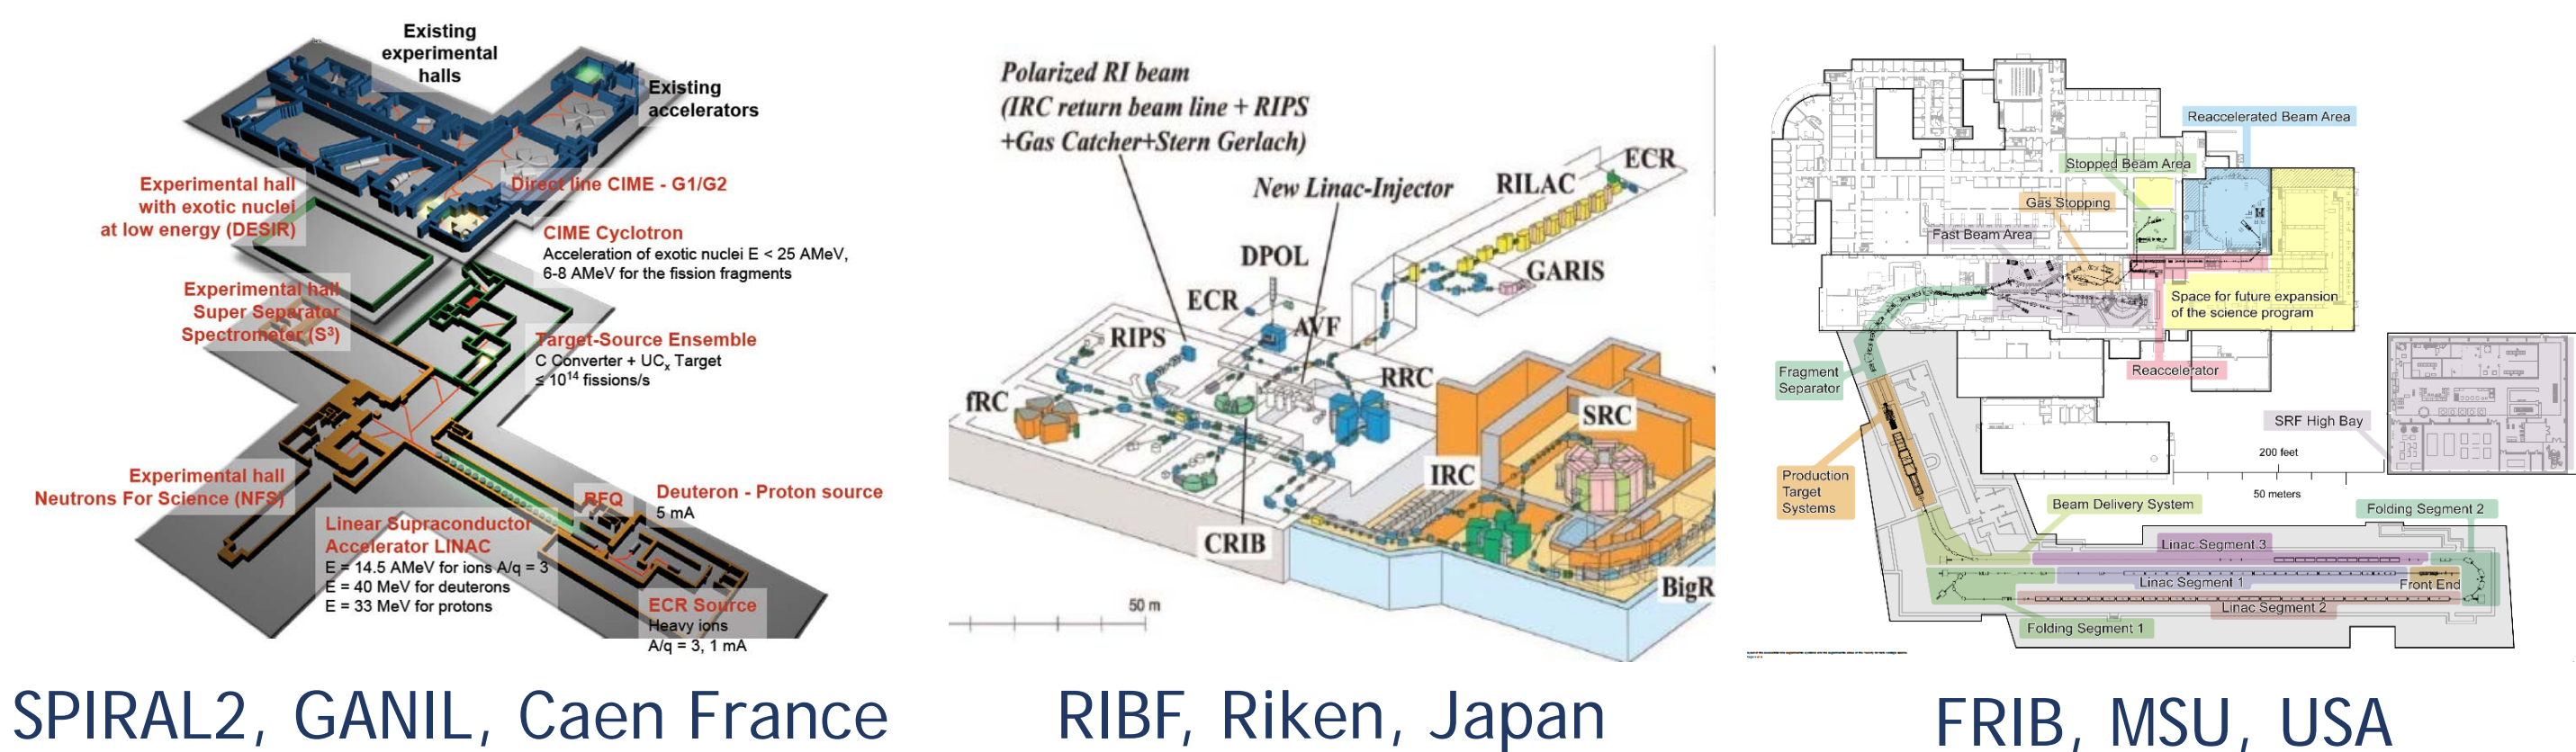 Existing
experimental
halls
Existing
accelerators
Experimental hall
with exotic nuclei
at low energy (DESIR)
Direct line CIME - G1/G2
CIME Cyclotron
Acceleration of exotic nuclei E < 25 AMeV,
6-8 AMeV for the fission fragments
Experimental hall
Super Separator
Spectrometer (S³)
Target-Source Ensemble
C Converter + UCₓ Target
≤ 10¹⁴ fissions/s
Experimental hall
Neutrons For Science (NFS)
RFQ
Deuteron - Proton source
5 mA
Linear Supraconductor
Accelerator LINAC
E = 14.5 AMeV for ions A/q = 3
E = 40 MeV for deuterons
E = 33 MeV for protons
ECR Source
Heavy ions
A/q = 3, 1 mA
SPIRAL2, GANIL, Caen France
Polarized RI beam
(IRC return beam line + RIPS
+Gas Catcher+Stern Gerlach)
ECR
New Linac-Injector
RILAC
DPOL
GARIS
ECR
AVF
RIPS
RRC
fRC
SRC
IRC
CRIB
BigR
50 m
RIBF, Riken, Japan
Reaccelerated Beam Area
Stopped Beam Area
Gas Stopping
Fast Beam Area
Space for future expansion
of the science program
Fragment
Separator
Reaccelerator
SRF High Bay
200 feet
50 meters
Production
Target
Systems
Beam Delivery System
Folding Segment 2
Linac Segment 3
Linac Segment 1
Front End
Linac Segment 2
Folding Segment 1
FRIB, MSU, USA